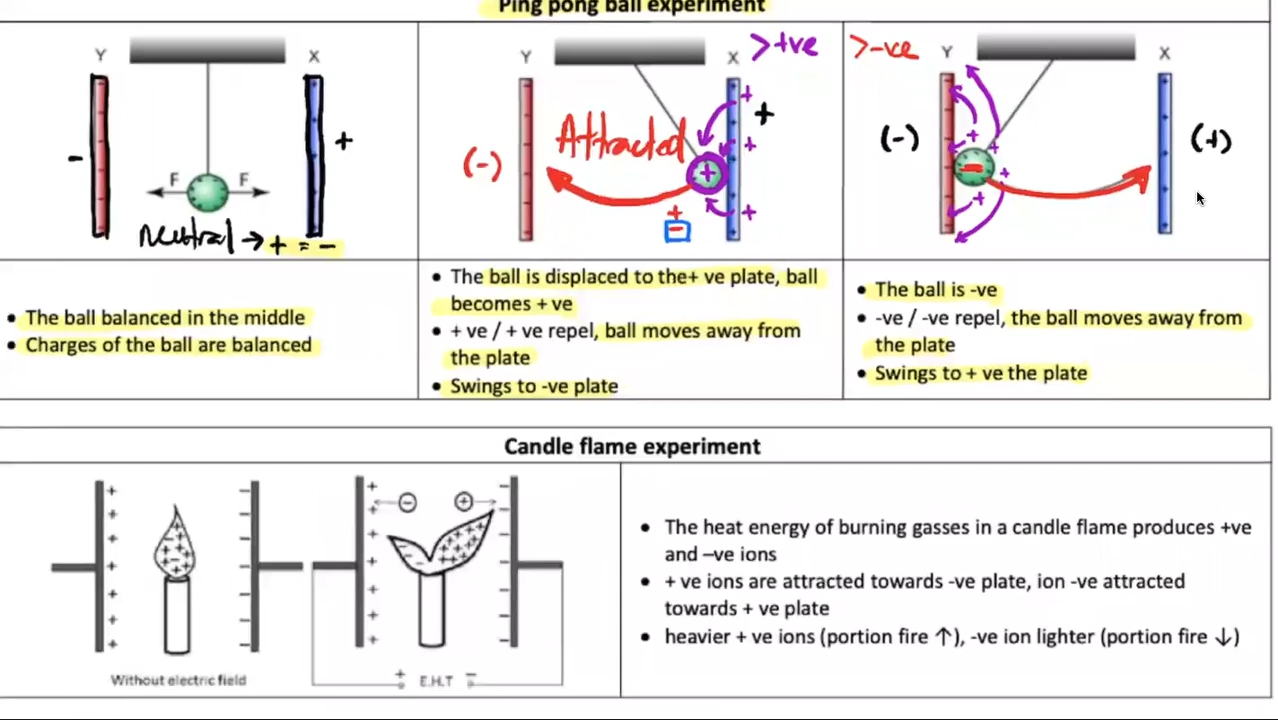 Ping pong ball experiment
Y X
- +
F F
Neutral → + = -
Y X >+ve
+
+
Attracted
(-) + +
+
- +
>-ve Y X
+
(-) + (+)
- +
+
• The ball balanced in the middle
• Charges of the ball are balanced
• The ball is displaced to the+ ve plate, ball
becomes + ve
• + ve / + ve repel, ball moves away from
the plate
• Swings to -ve plate
• The ball is -ve
• -ve / -ve repel, the ball moves away from
the plate
• Swings to + ve the plate
Candle flame experiment
- +
Without electric field
+ E.H.T -
• The heat energy of burning gasses in a candle flame produces +ve
and –ve ions
• + ve ions are attracted towards -ve plate, ion -ve attracted
towards + ve plate
• heavier + ve ions (portion fire ↑), -ve ion lighter (portion fire ↓)